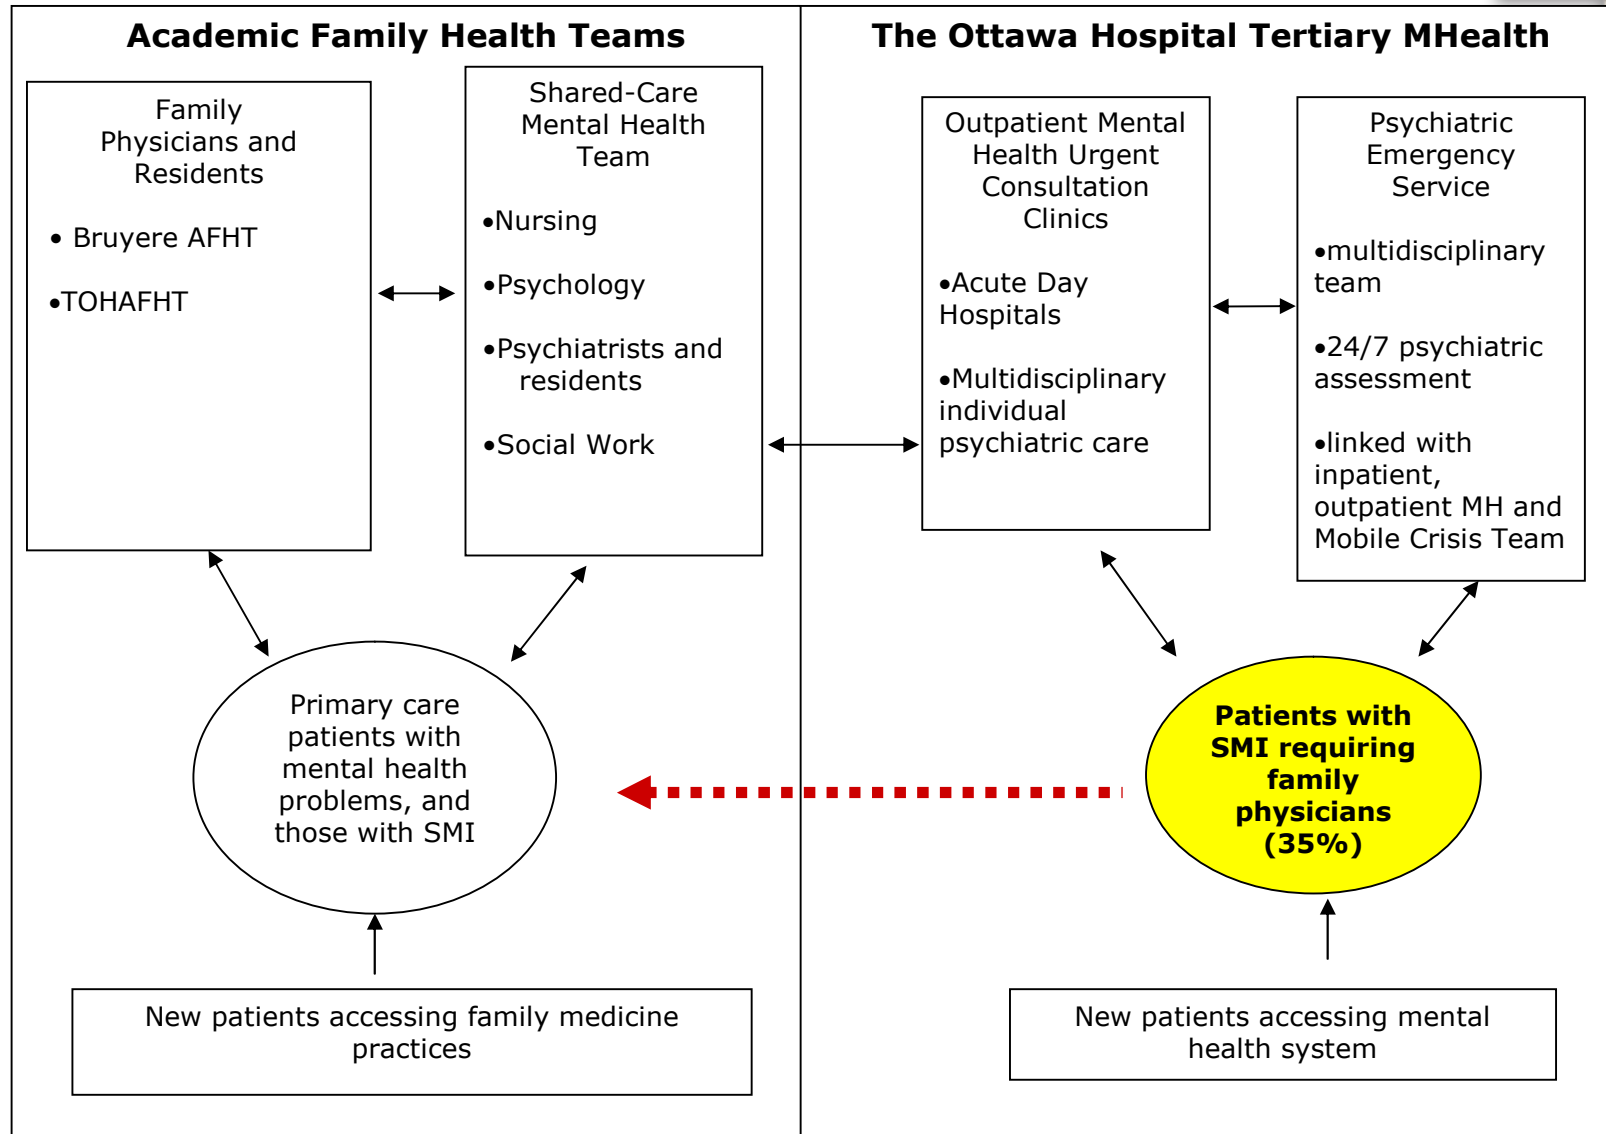 Academic Family Health Teams
Family
Physicians and
Residents
• Bruyere AFHT
•TOHAFHT
Shared-Care
Mental Health
Team
•Nursing
•Psychology
•Psychiatrists and
residents
•Social Work
Primary care
patients with
mental health
problems, and
those with SMI
New patients accessing family medicine
practices
The Ottawa Hospital Tertiary MHealth
Outpatient Mental
Health Urgent
Consultation
Clinics
•Acute Day
Hospitals
•Multidisciplinary
individual
psychiatric care
Psychiatric
Emergency
Service
•multidisciplinary
team
•24/7 psychiatric
assessment
•linked with
inpatient,
outpatient MH and
Mobile Crisis Team
Patients with
SMI requiring
family
physicians
(35%)
New patients accessing mental
health system